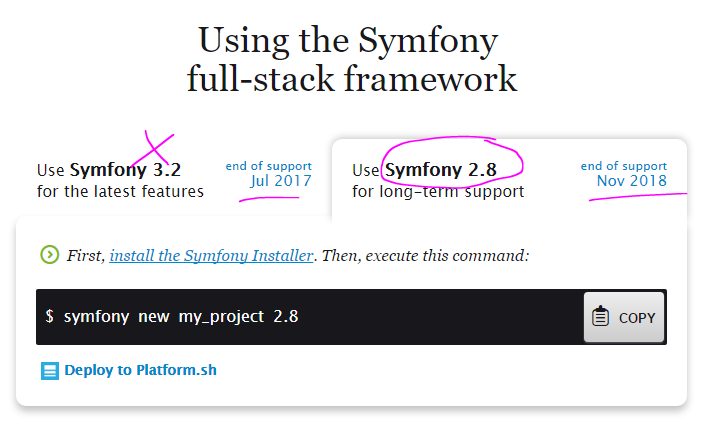 Using the Symfony
full-stack framework
Use Symfony 3.2
for the latest features
end of support
Jul 2017
Use Symfony 2.8
for long-term support
end of support
Nov 2018
First, install the Symfony Installer. Then, execute this command:
$ symfony new my_project 2.8
COPY
Deploy to Platform.sh